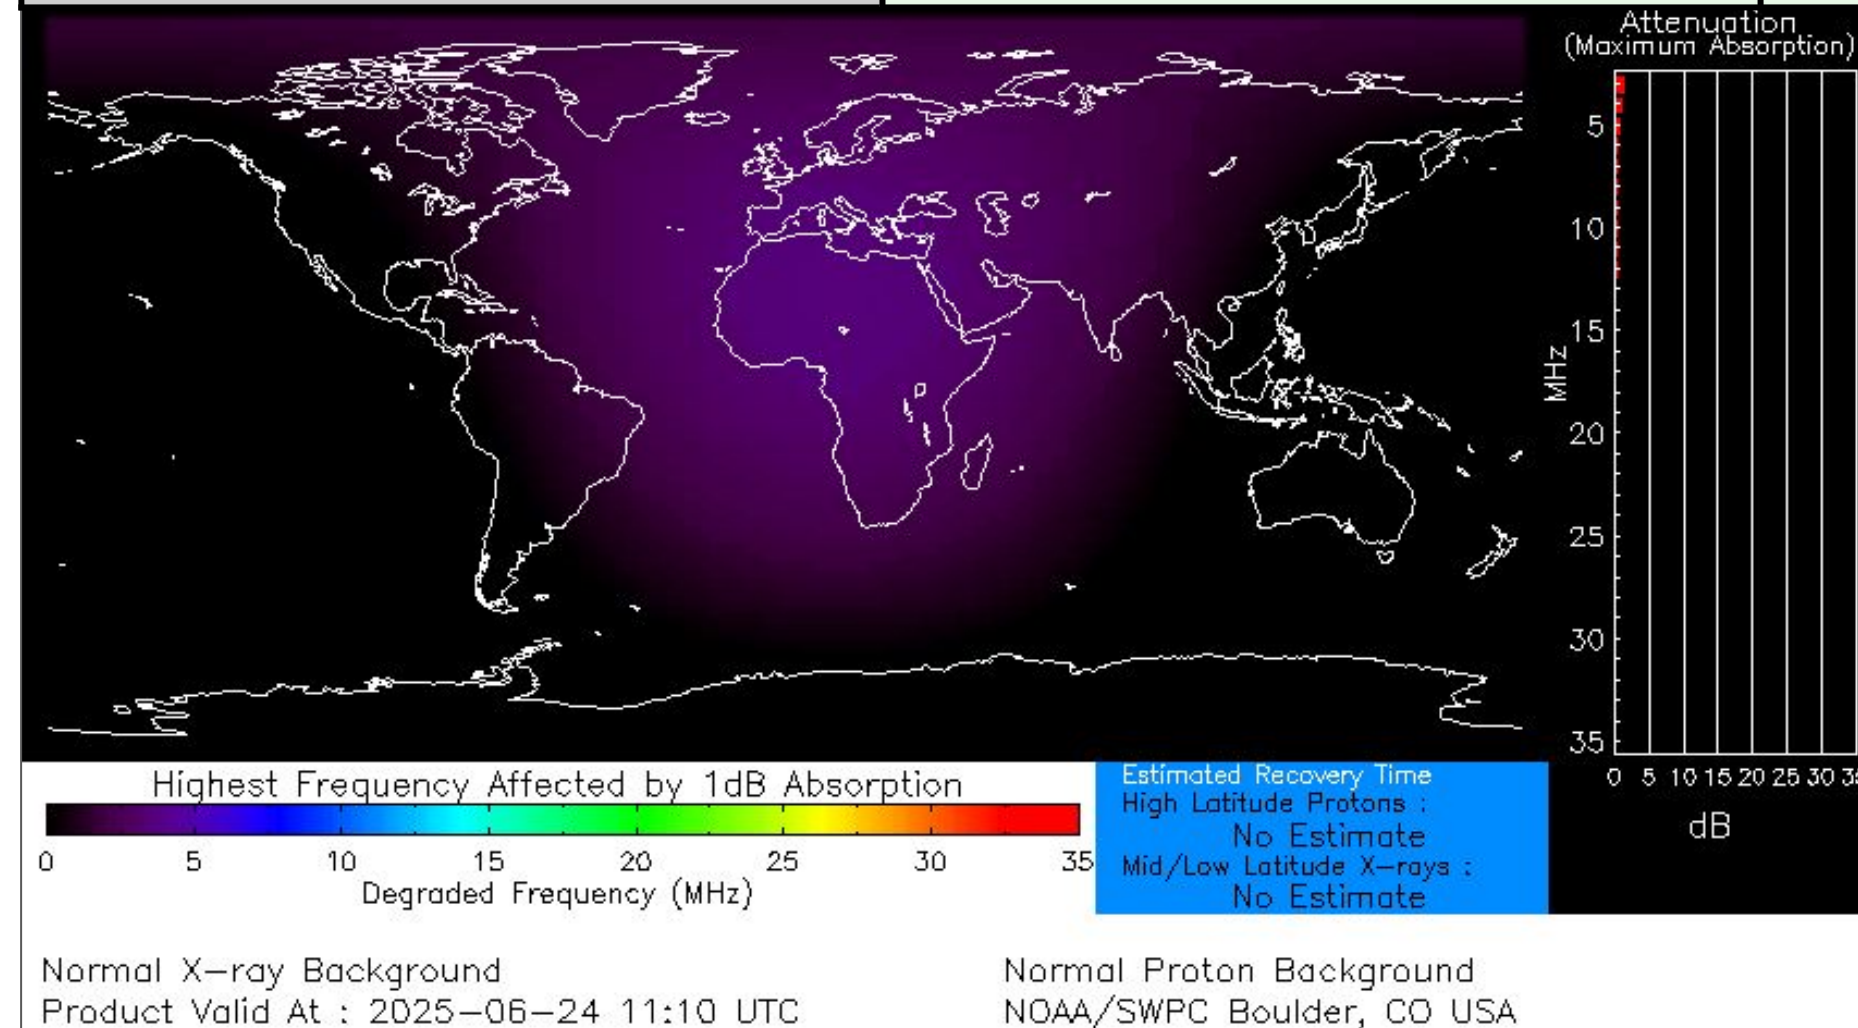 Attenuation
(Maximum Absorption)
5
10
15
20
25
30
35
MHz
0 5 10 15 20 25 30
dB
Highest Frequency Affected by 1dB Absorption
0 5 10 15 20 25 30 35
Degraded Frequency (MHz)
Estimated Recovery Time
High Latitude Protons :
No Estimate
Mid/Low Latitude X-rays :
No Estimate
Normal X-ray Background
Product Valid At : 2025-06-24 11:10 UTC
Normal Proton Background
NOAA/SWPC Boulder, CO USA